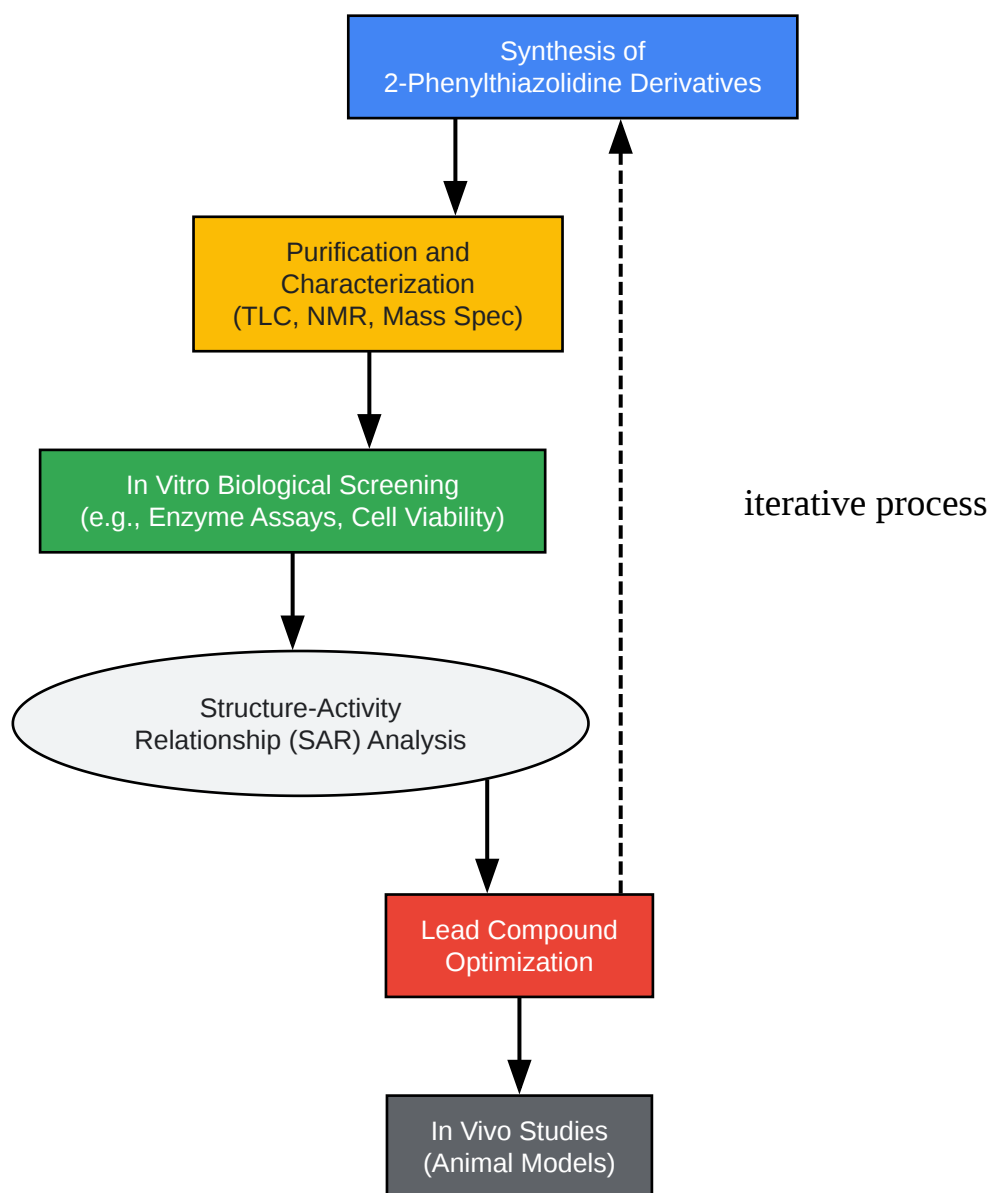 Synthesis of
2-Phenylthiazolidine Derivatives
Purification and
Characterization
(TLC, NMR, Mass Spec)
In Vitro Biological Screening
(e.g., Enzyme Assays, Cell Viability)
iterative process
Structure-Activity
Relationship (SAR) Analysis
Lead Compound
Optimization
In Vivo Studies
(Animal Models)